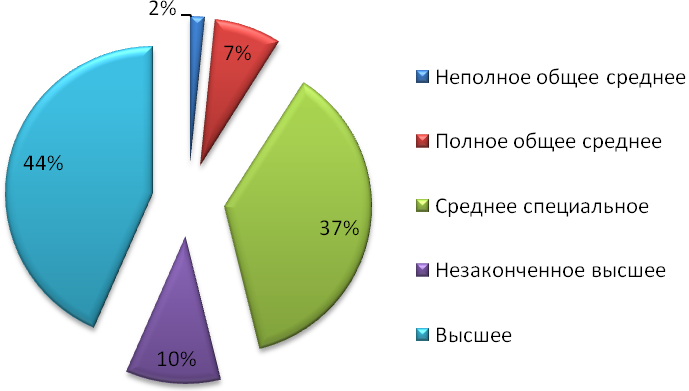 2%
7%
37%
10%
44%
Неполное общее среднее
Полное общее среднее
Среднее специальное
Незаконченное высшее
Высшее